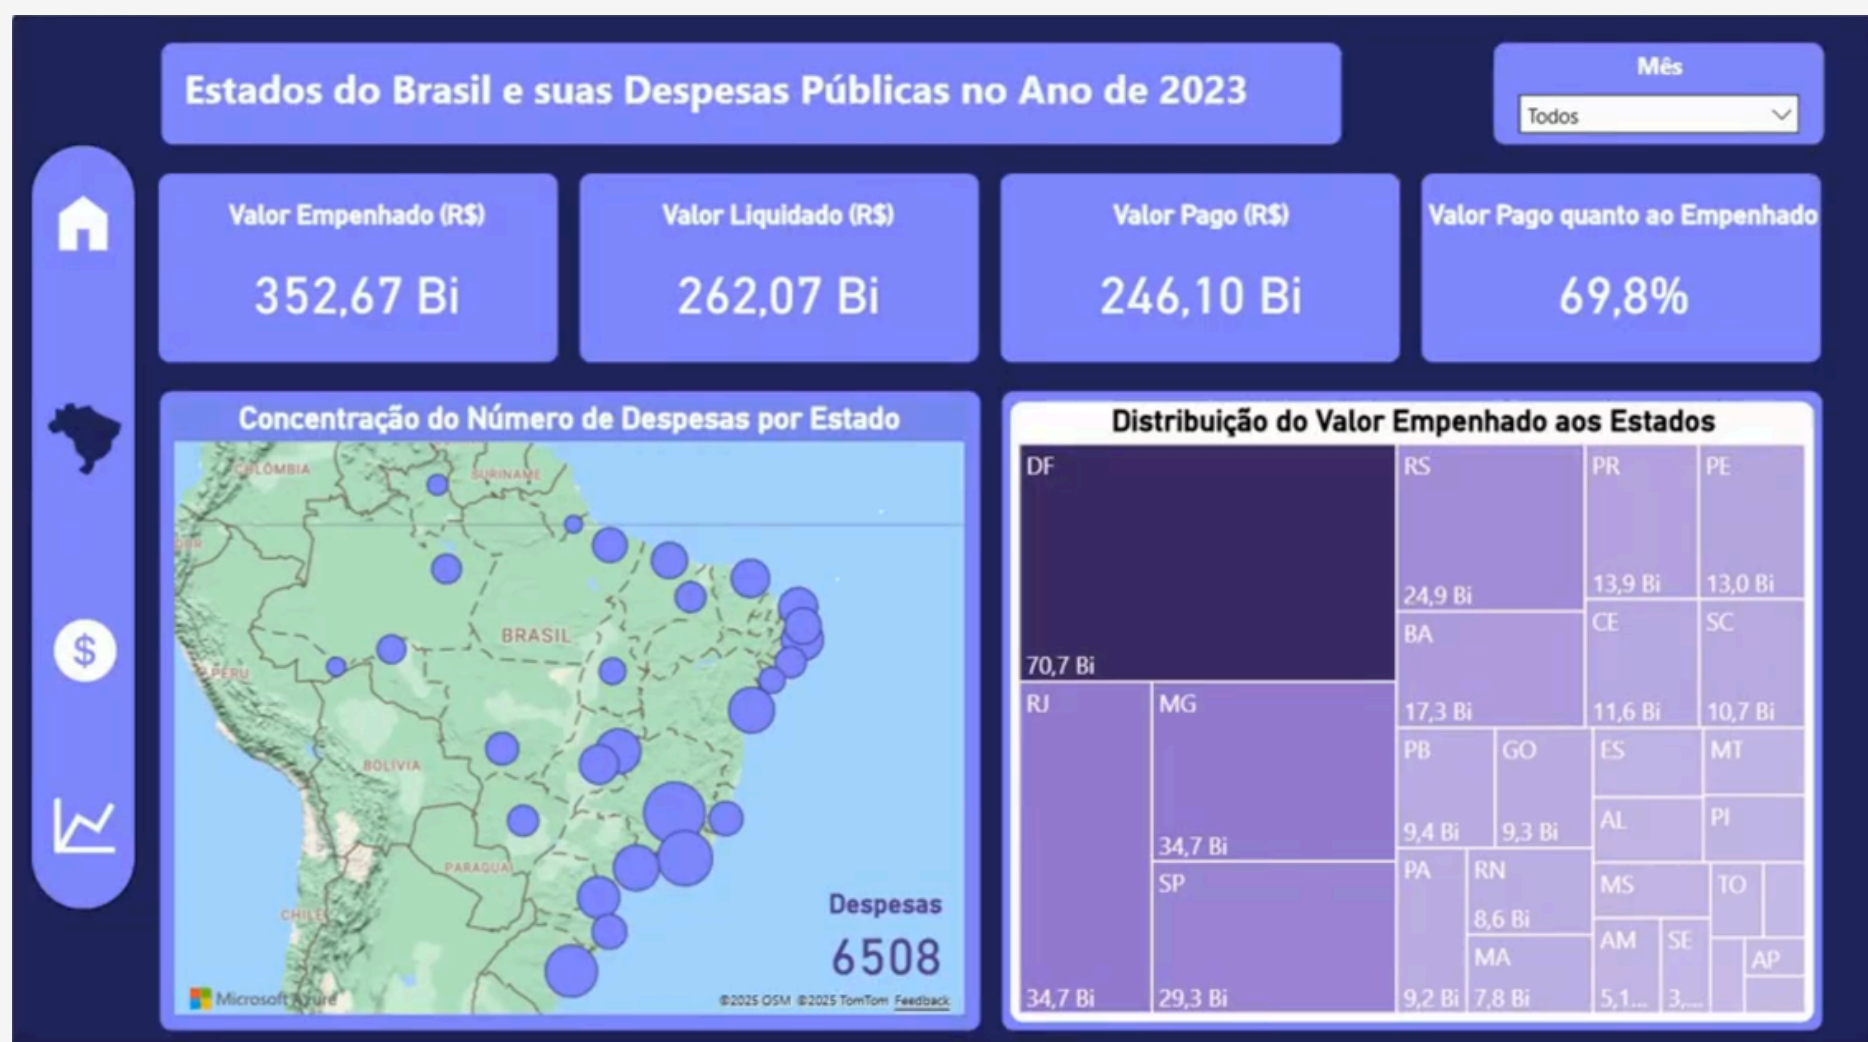 Estados do Brasil e suas Despesas Públicas no Ano de 2023
Mês
Todos
Valor Empenhado (R$)
352,67 Bi
Valor Liquidado (R$)
262,07 Bi
Valor Pago (R$)
246,10 Bi
Valor Pago quanto ao Empenhado
69,8%
$
Concentração do Número de Despesas por Estado
COLÔMBIA
SURINAME
BRASIL
PERU
BOLÍVIA
PARAGUAI
CHILE
Despesas
6508
Microsoft Azure
©2025 OSM ©2025 TomTom Feedback
Distribuição do Valor Empenhado aos Estados
DF
70,7 Bi
RJ
34,7 Bi
MG
34,7 Bi
SP
29,3 Bi
RS
24,9 Bi
BA
17,3 Bi
PR
13,9 Bi
PE
13,0 Bi
CE
11,6 Bi
SC
10,7 Bi
PB
9,4 Bi
GO
9,3 Bi
PA
9,2 Bi
RN
8,6 Bi
MA
7,8 Bi
ES
MT
AL
PI
MS
TO
AM
5,1...
SE
3,...
AP